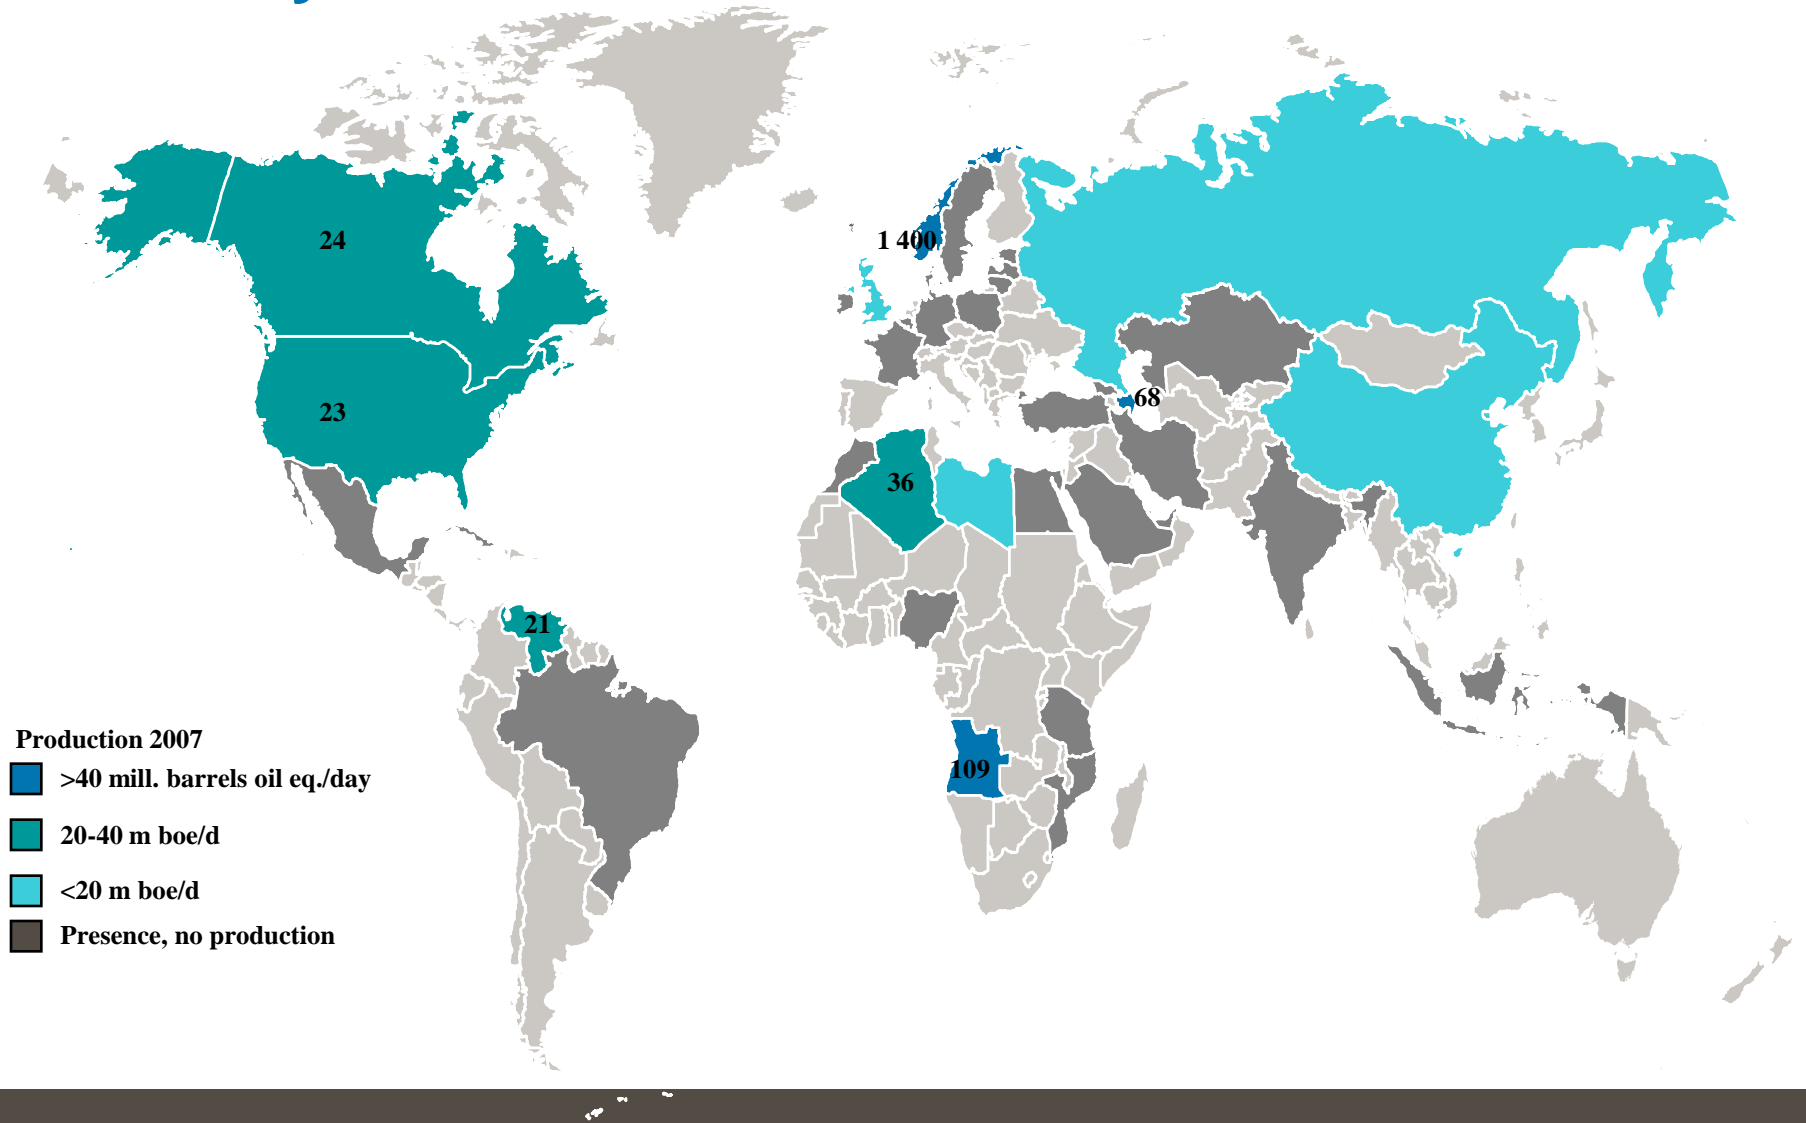 24
1 400
68
23
36
21
109
Production 2007
>40 mill. barrels oil eq./day
20-40 m boe/d
<20 m boe/d
Presence, no production